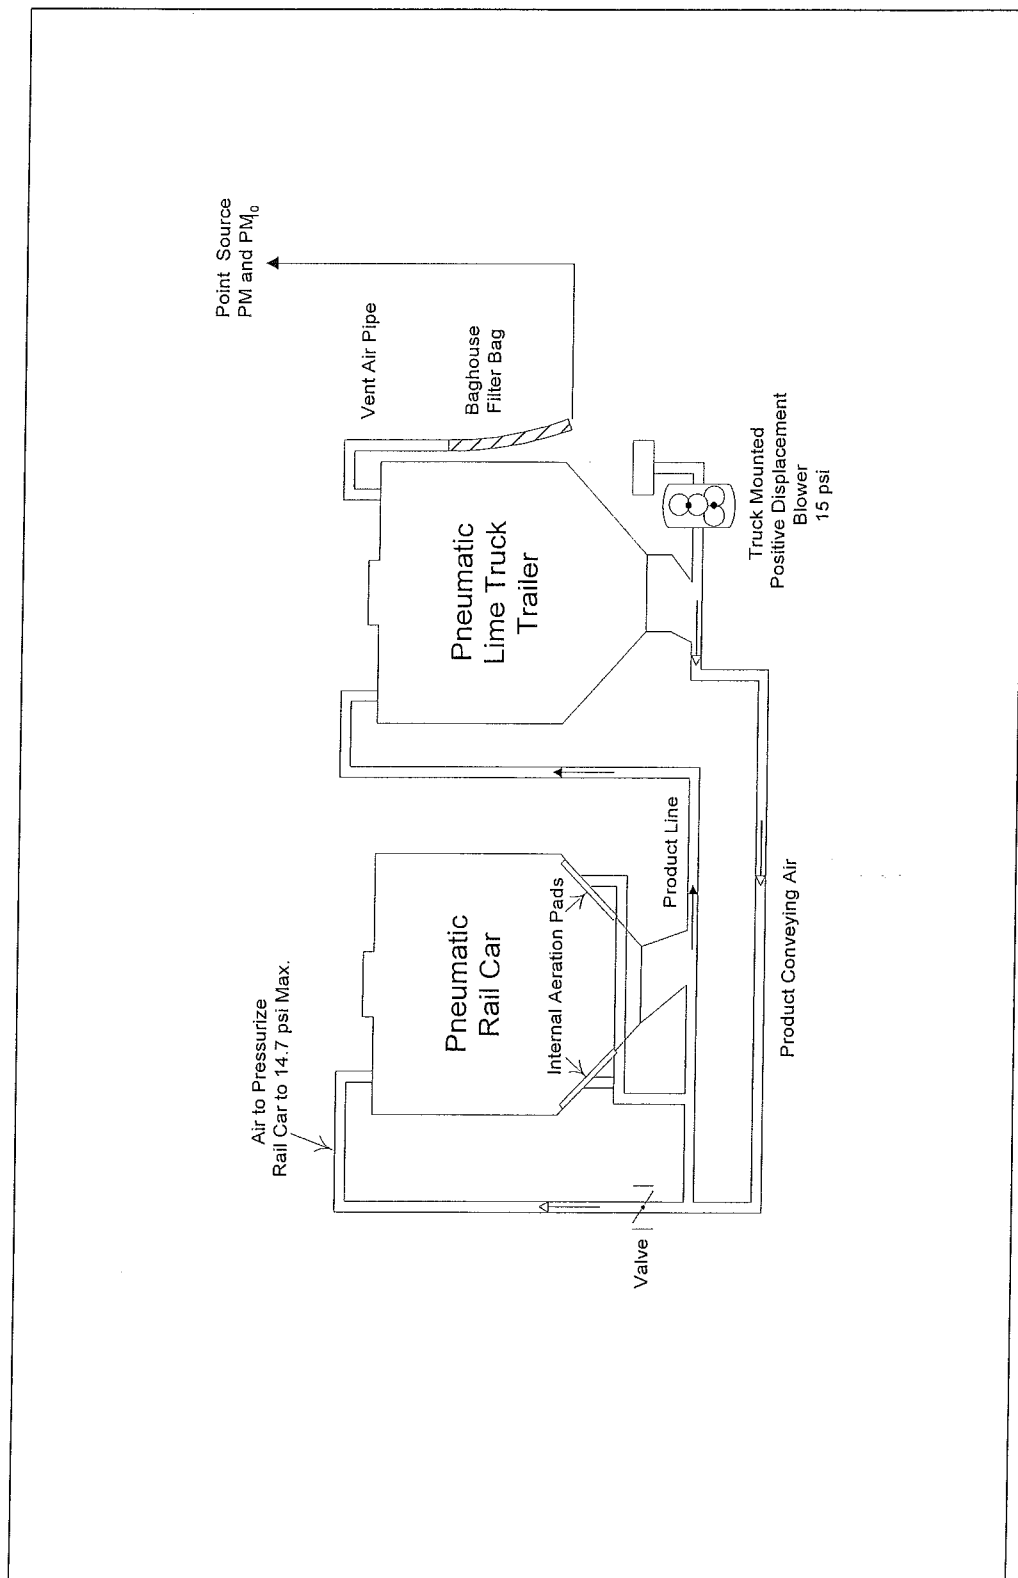 Point Source
PM and PM10
Vent Air Pipe
Baghouse
Filter Bag
Pneumatic
Lime Truck
Trailer
Truck Mounted
Positive Displacement
Blower
15 psi
Air to Pressurize
Rail Car to 14.7 psi Max.
Pneumatic
Rail Car
Internal Aeration Pads
Product Line
Product Conveying Air
Valve